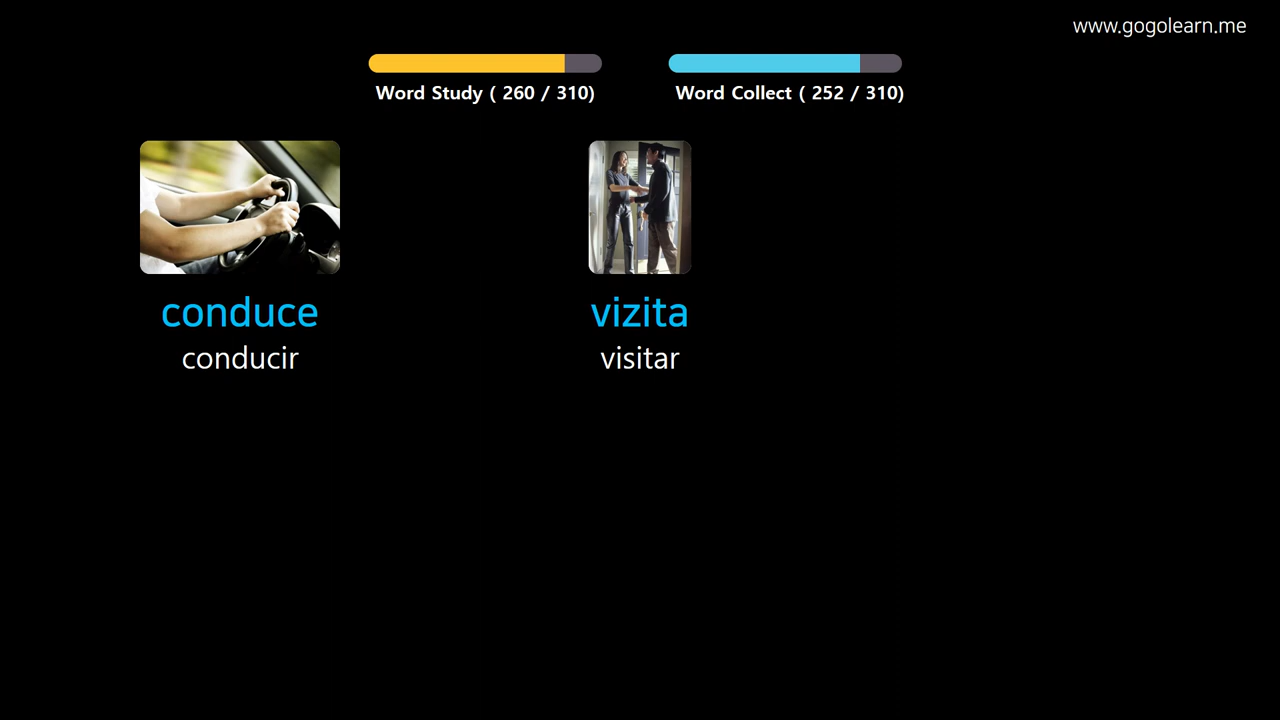 www.gogolearn.me
Word Study ( 260 / 310)
Word Collect ( 252 / 310)
conduce
conducir
vizita
visitar